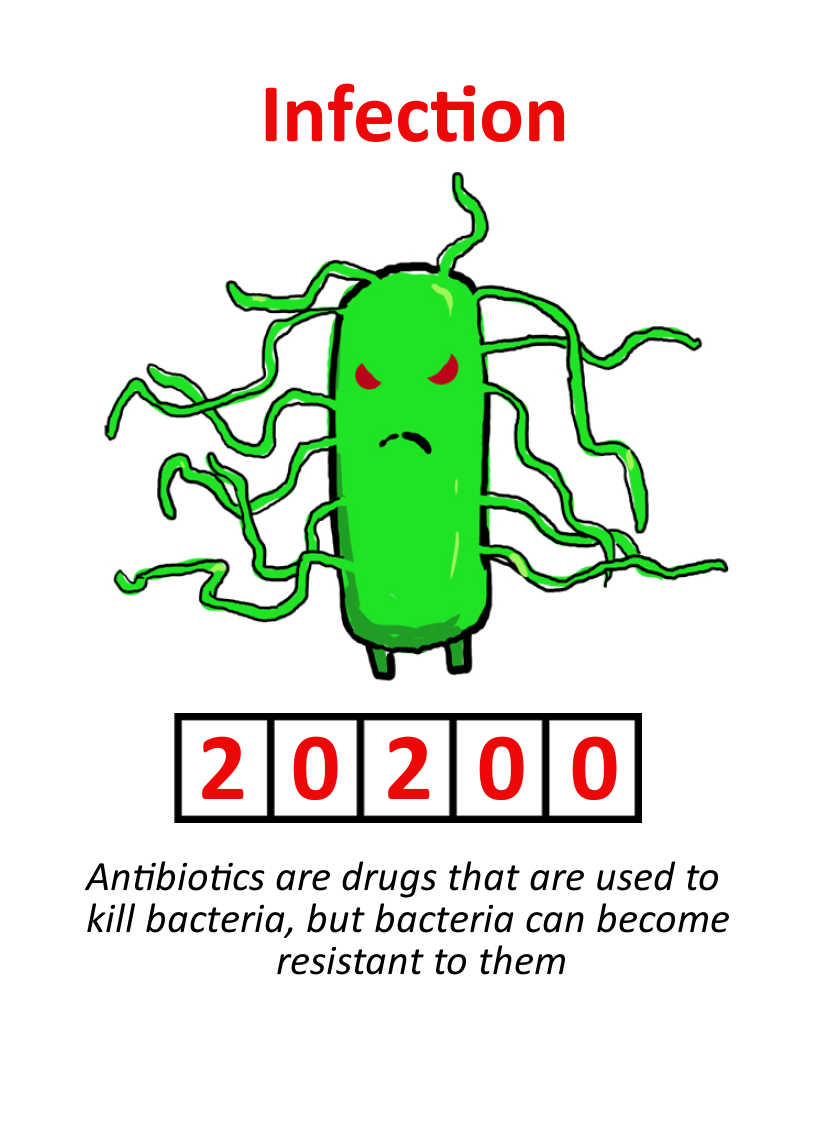 Infection
2 0 2 0 0
Antibiotics are drugs that are used to
kill bacteria, but bacteria can become
resistant to them